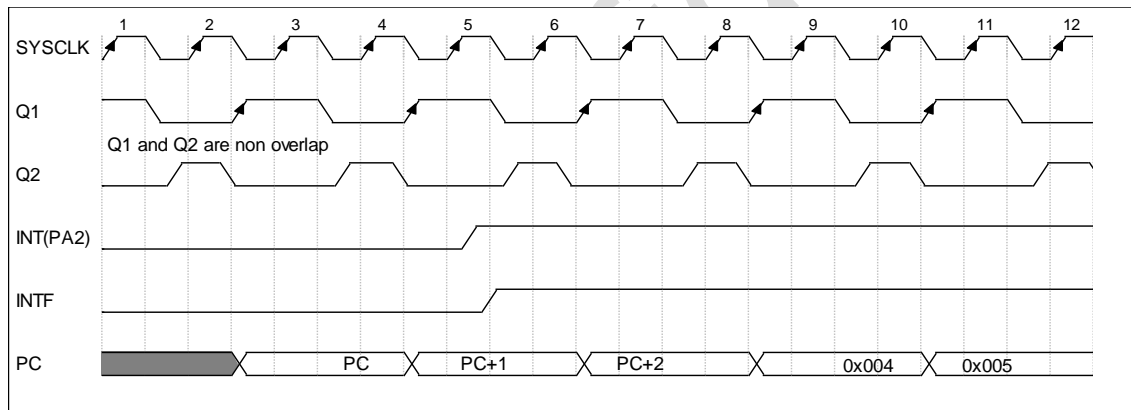 1 2 3 4 5 6 7 8 9 10 11 12
SYSCLK
Q1
Q1 and Q2 are non overlap
Q2
INT(PA2)
INTF
PC PC PC+1 PC+2 0x004 0x005